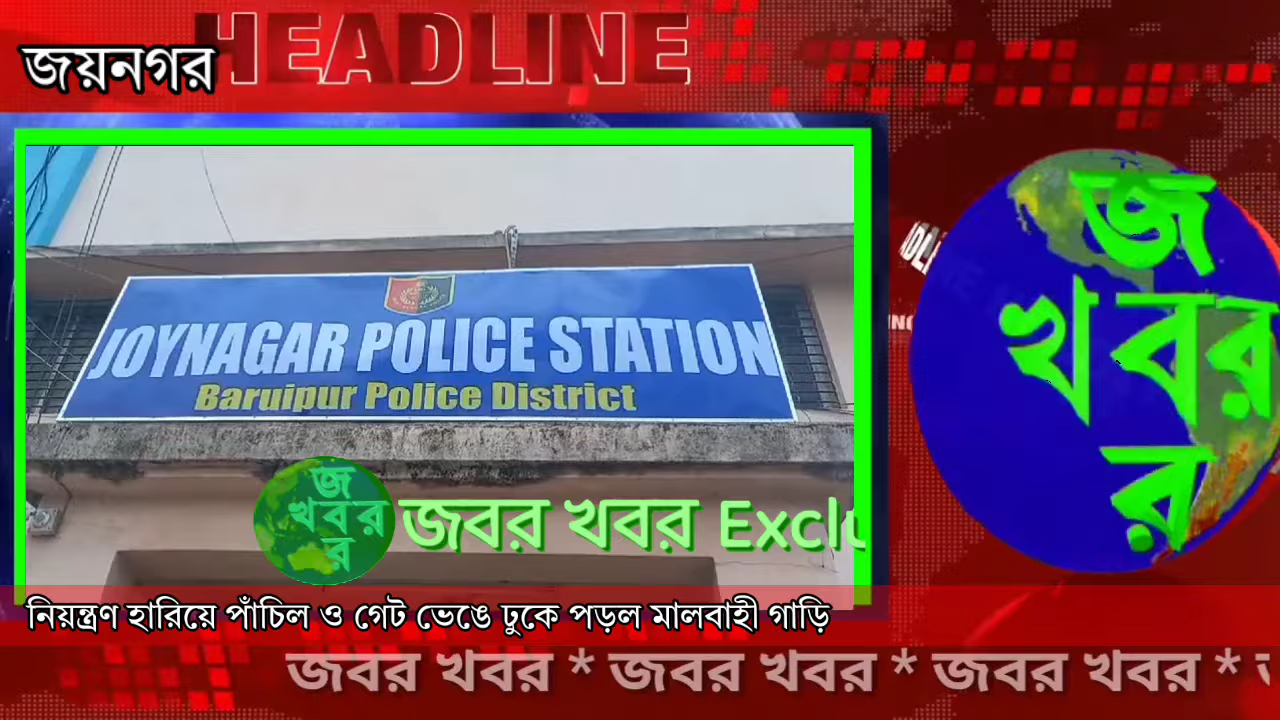 HEADLINE
জয়নগর
JOYNAGAR POLICE STATION
Baruipur Police District
জ
খবর
র
জ
খবর
র
জবর খবর Exclu
নিয়ন্ত্রণ হারিয়ে পাঁচিল ও গেট ভেঙে ঢুকে পড়ল মালবাহী গাড়ি
জবর খবর * জবর খবর * জবর খবর *